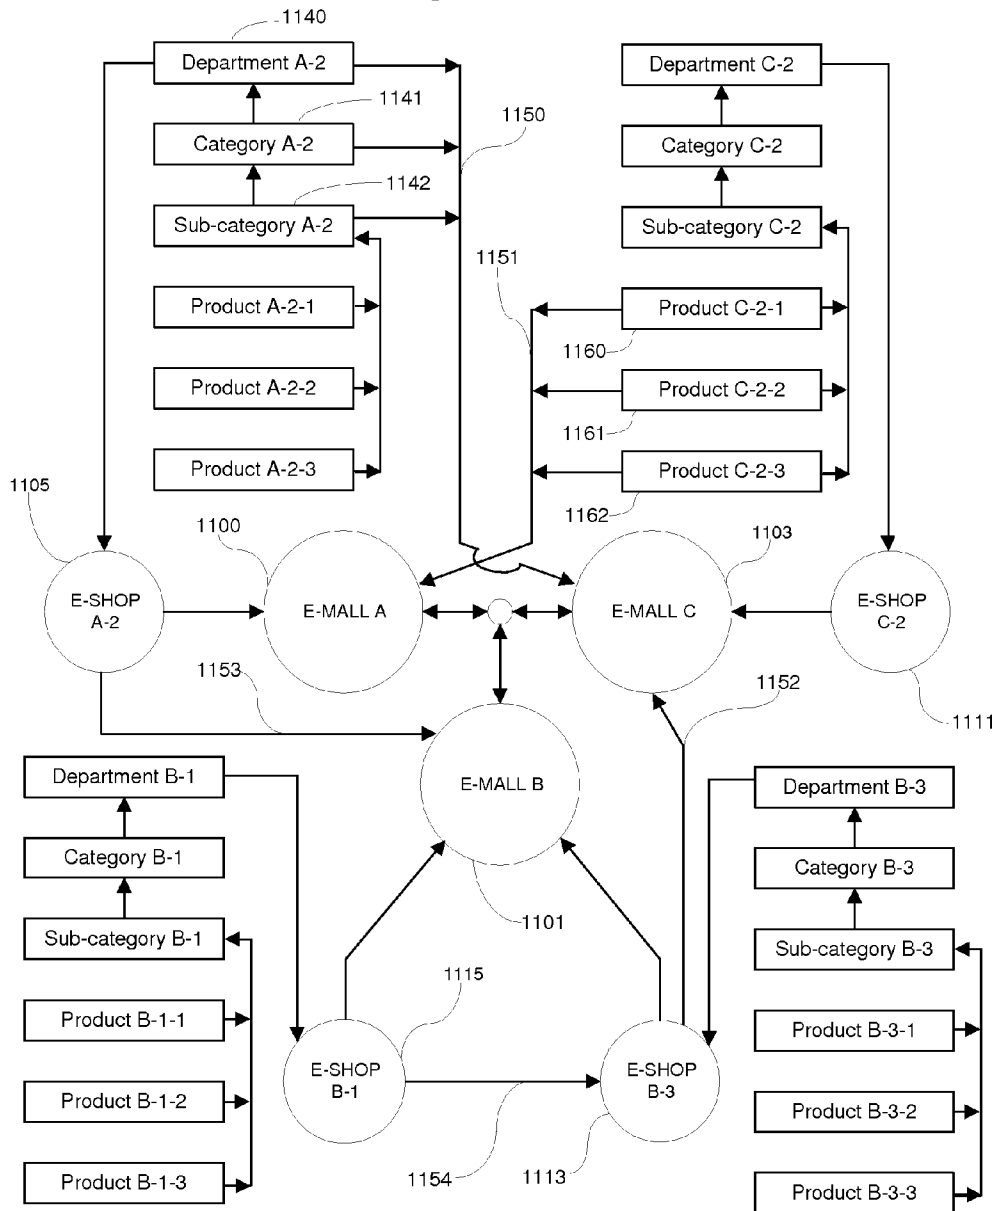 1140
Department A-2
Department C-2
1141
1150
Category A-2
Category C-2
1142
Sub-category A-2
Sub-category C-2
1151
Product A-2-1
Product C-2-1
1160
Product A-2-2
Product C-2-2
1161
Product A-2-3
Product C-2-3
1105
1162
1100
1103
E-SHOP
A-2
E-MALL A
E-MALL C
E-SHOP
C-2
1153
1152
1111
Department B-1
E-MALL B
Department B-3
Category B-1
Category B-3
1101
Sub-category B-1
Sub-category B-3
1115
Product B-1-1
Product B-3-1
E-SHOP
B-1
E-SHOP
B-3
Product B-1-2
Product B-3-2
1154
1113
Product B-1-3
Product B-3-3